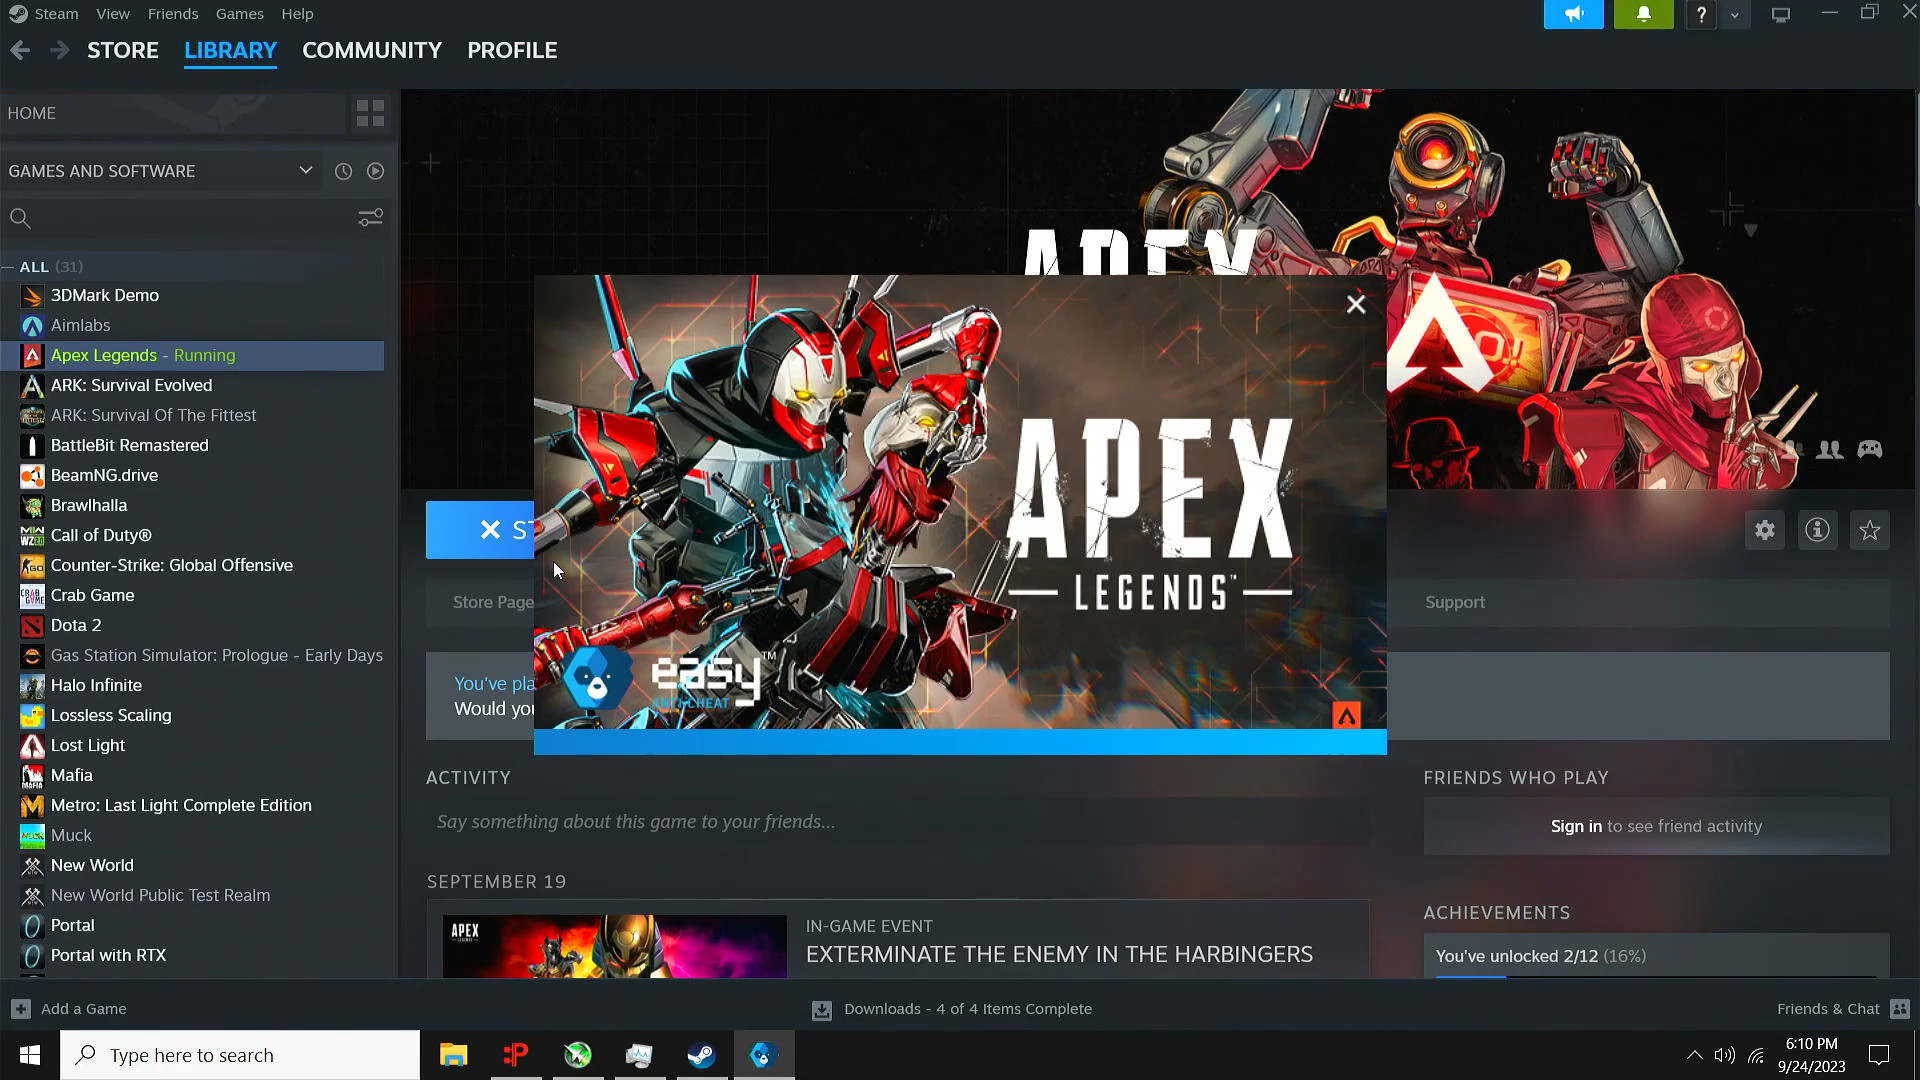 Steam View Friends Games Help
STORE LIBRARY COMMUNITY PROFILE
HOME
GAMES AND SOFTWARE
ALL (31)
3DMark Demo
Aimlabs
Apex Legends - Running
ARK: Survival Evolved
ARK: Survival Of The Fittest
BattleBit Remastered
BeamNG.drive
Brawlhalla
Call of Duty®
Counter-Strike: Global Offensive
Crab Game
Dota 2
Gas Station Simulator: Prologue - Early Days
Halo Infinite
Lossless Scaling
Lost Light
Mafia
Metro: Last Light Complete Edition
Muck
New World
New World Public Test Realm
Portal
Portal with RTX
Add a Game
APEX
APEX
LEGENDS™
easy™
ANTI-CHEAT
ST
Store Page
Support
You've pla
Would you
ACTIVITY
Say something about this game to your friends...
SEPTEMBER 19
APEX
IN-GAME EVENT
EXTERMINATE THE ENEMY IN THE HARBINGERS
FRIENDS WHO PLAY
Sign in to see friend activity
ACHIEVEMENTS
You've unlocked 2/12 (16%)
Downloads - 4 of 4 Items Complete
Friends & Chat
Type here to search
6:10 PM
9/24/2023